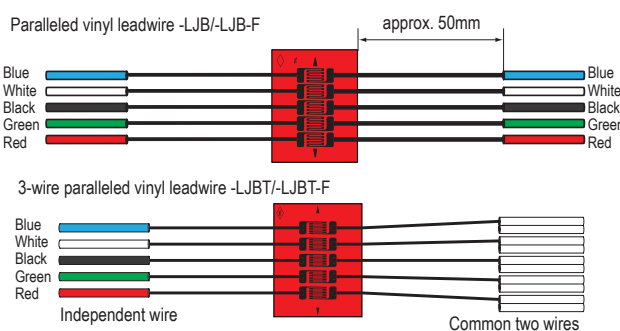 Paralleled vinyl leadwire -LJB/-LJB-F
approx. 50mm
Blue
White
Black
Green
Red
Blue
White
Black
Green
Red
3-wire paralleled vinyl leadwire -LJBT/-LJBT-F
Blue
White
Black
Green
Red
Independent wire
Common two wires